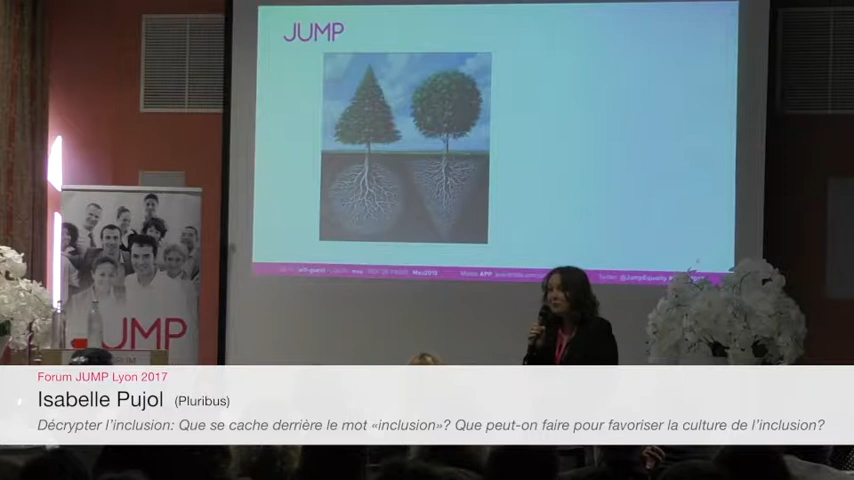 JUMP
JUMP
FORUM
Forum JUMP Lyon 2017
Isabelle Pujol (Pluribus)
Décrypter l'inclusion: Que se cache derrière le mot «inclusion»? Que peut-on faire pour favoriser la culture de l'inclusion?